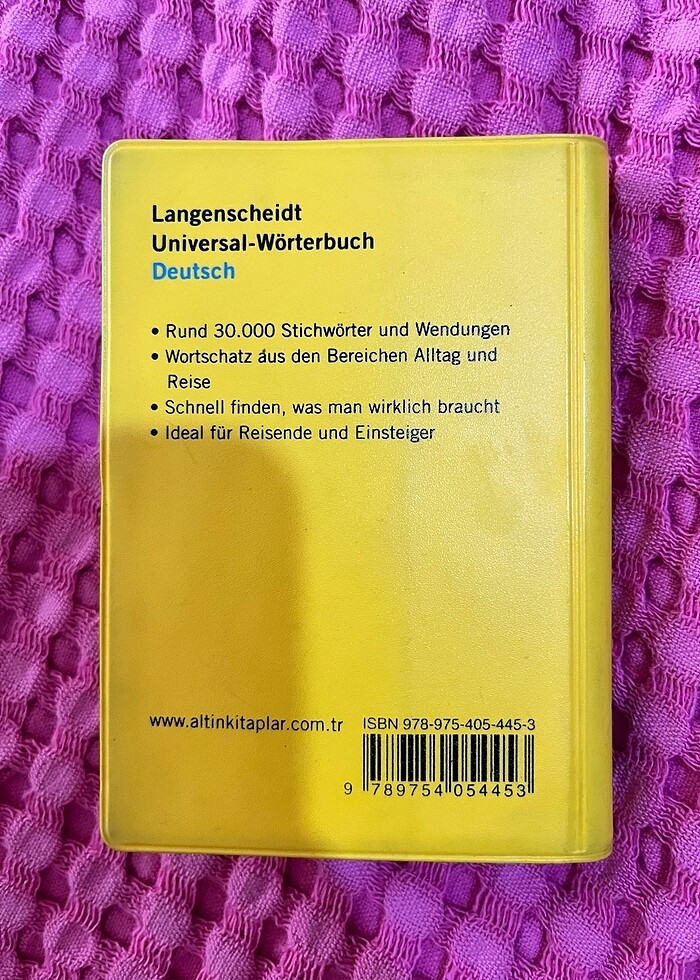 Langenscheidt
Universal-Wörterbuch
Deutsch
• Rund 30.000 Stichwörter und Wendungen
• Wortschatz aus den Bereichen Alltag und
Reise
• Schnell finden, was man wirklich braucht
• Ideal für Reisende und Einsteiger
www.altinkitaplar.com.tr
ISBN 978-975-405-445-3
9 789754 054453